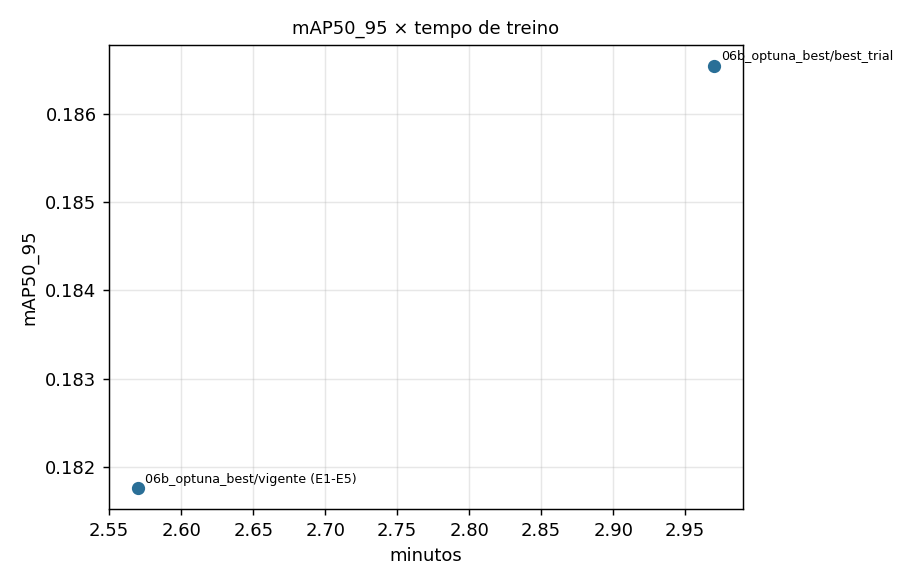 mAP50_95 × tempo de treino
06b_optuna_best/best_trial
0.186
0.185
0.184
0.183
0.182
mAP50_95
06b_optuna_best/vigente (E1-E5)
2.55 2.60 2.65 2.70 2.75 2.80 2.85 2.90 2.95
minutos